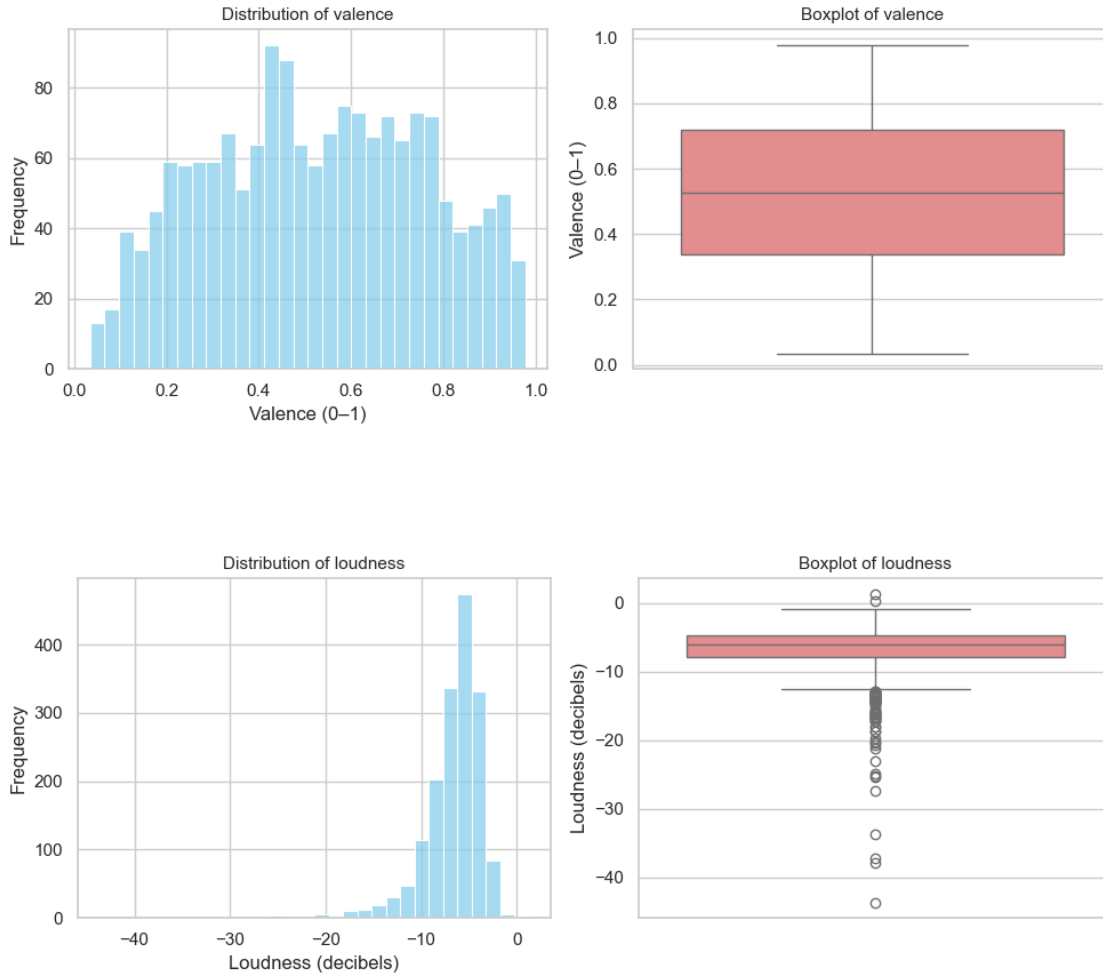 Distribution of valence
Frequency
80
60
40
20
0
0.0 0.2 0.4 0.6 0.8 1.0
Valence (0–1)
Boxplot of valence
Valence (0–1)
1.0
0.8
0.6
0.4
0.2
0.0
Distribution of loudness
Frequency
400
300
200
100
0
−40 −30 −20 −10 0
Loudness (decibels)
Boxplot of loudness
Loudness (decibels)
0
−10
−20
−30
−40